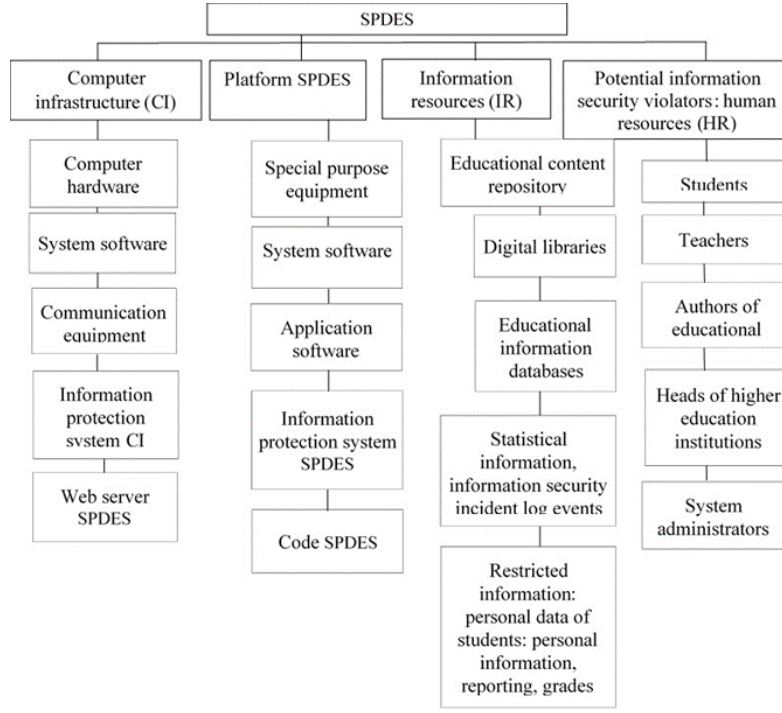 SPDES
Computer
infrastructure (CI)
Computer
hardware
System software
Communication
equipment
Information
protection
system CI
Web server
SPDES
Platform SPDES
Special purpose
equipment
System software
Application
software
Information
protection system
SPDES
Code SPDES
Information
resources (IR)
Educational content
repository
Digital libraries
Educational
information
databases
Statistical
information,
information security
incident log events
Restricted
information:
personal data of
students: personal
information,
reporting, grades
Potential information
security violators: human
resources (HR)
Students
Teachers
Authors of
educational
Heads of higher
education
institutions
System
administrators